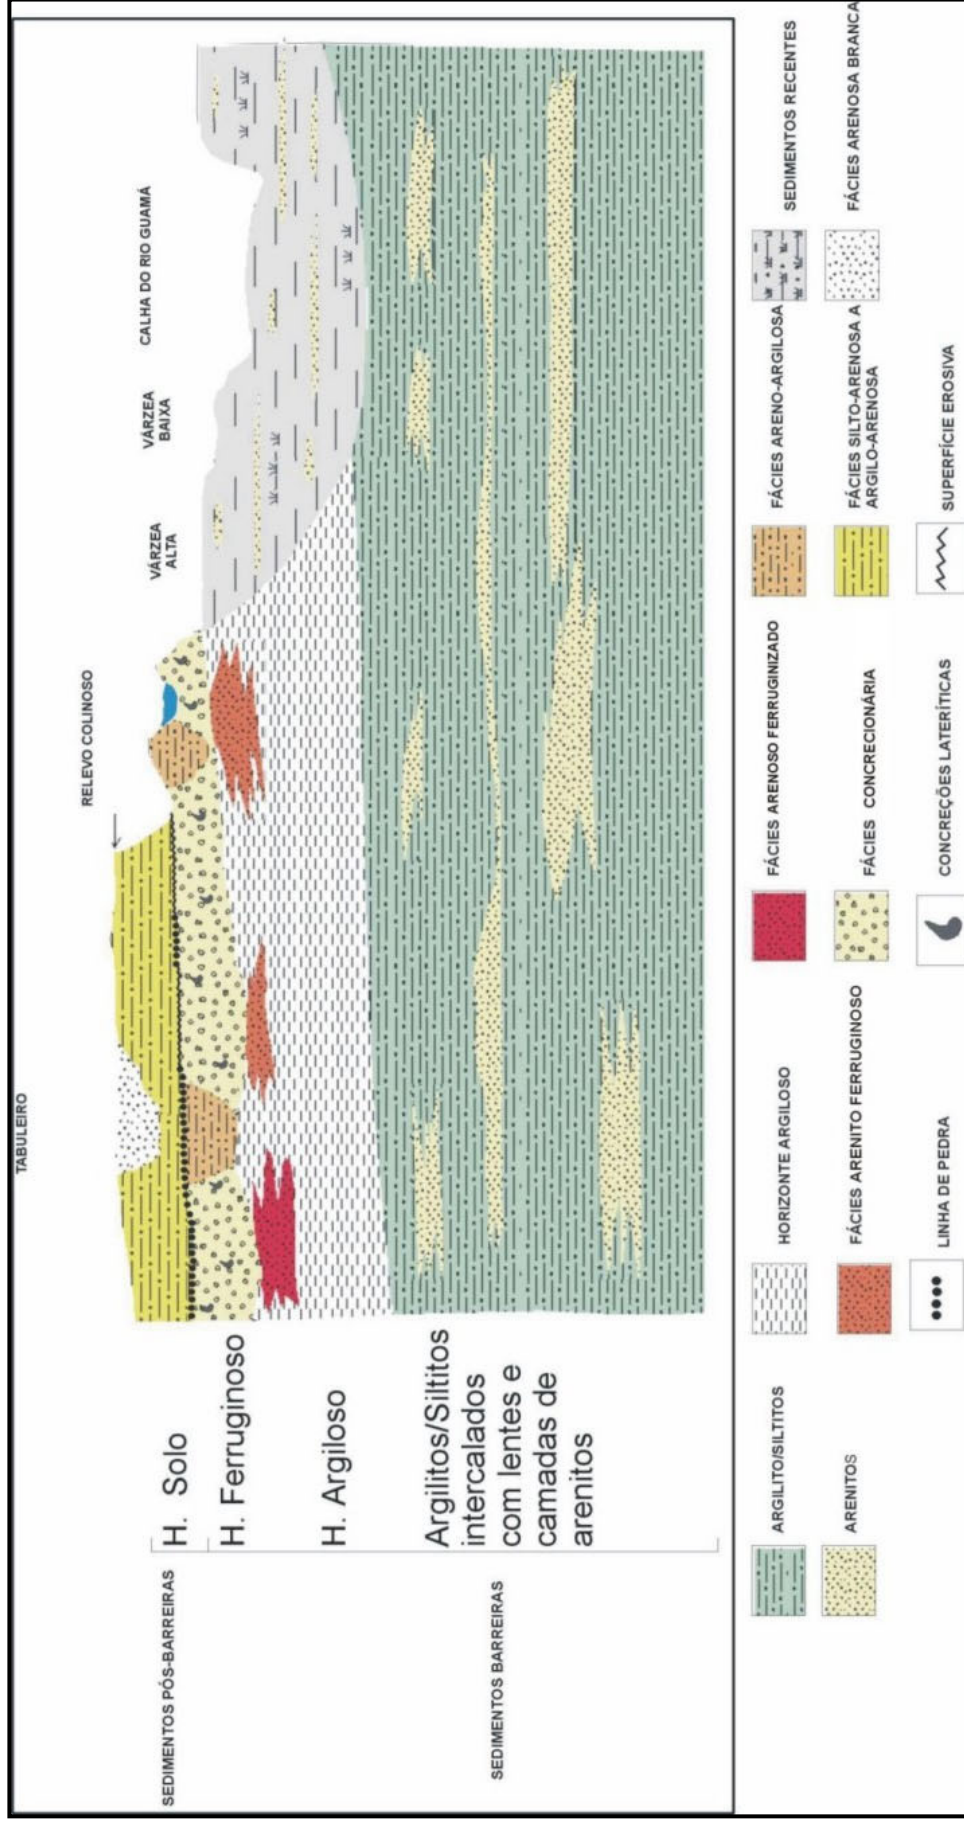 TABULEIRO
RELEVO COLINOSO
VÁRZEA
ALTA
VÁRZEA
BAIXA
CALHA DO RIO GUAMÁ
SEDIMENTOS PÓS-BARREIRAS
H. Solo
H. Ferruginoso
H. Argiloso
SEDIMENTOS BARREIRAS
Argilitos/Siltitos
intercalados
com lentes e
camadas de
arenitos
ARGILITO/SILTITOS
HORIZONTE ARGILOSO
FÁCIES ARENOSO FERRUGINIZADO
FÁCIES ARENO-ARGILOSA
SEDIMENTOS RECENTES
ARENITOS
FÁCIES ARENITO FERRUGINOSO
FÁCIES CONCRECIONÁRIA
FÁCIES SILTO-ARENOSA A
ARGILO-ARENOSA
FÁCIES ARENOSA BRANCA
LINHA DE PEDRA
CONCREÇÕES LATERÍTICAS
SUPERFÍCIE EROSIVA